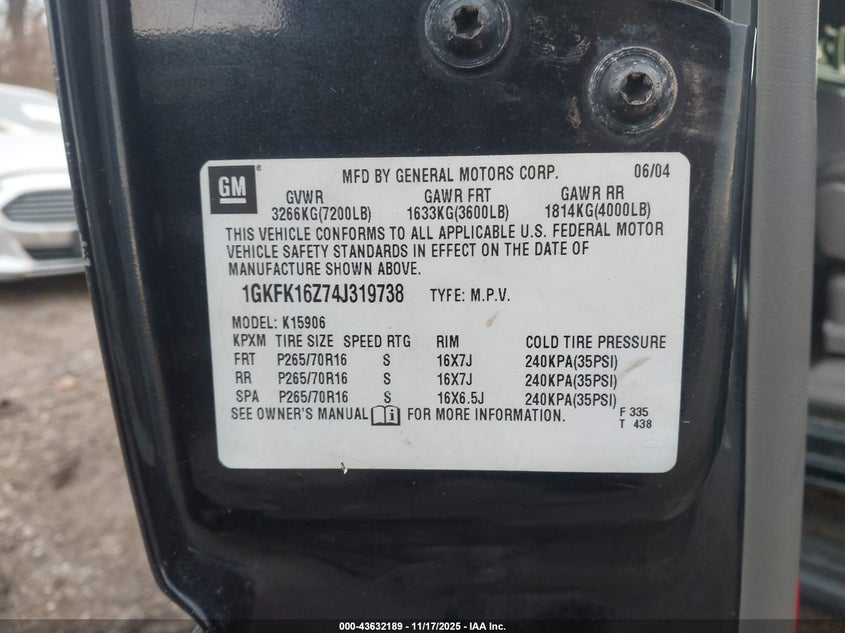 GM ®
MFD BY GENERAL MOTORS CORP. 06/04
GVWR GAWR FRT GAWR RR
3266KG(7200LB) 1633KG(3600LB) 1814KG(4000LB)
THIS VEHICLE CONFORMS TO ALL APPLICABLE U.S. FEDERAL MOTOR
VEHICLE SAFETY STANDARDS IN EFFECT ON THE DATE OF
MANUFACTURE SHOWN ABOVE.
1GKFK16Z74J319738 TYPE: M.P.V.
MODEL: K15906
KPXM TIRE SIZE SPEED RTG RIM COLD TIRE PRESSURE
FRT P265/70R16 S 16X7J 240KPA(35PSI)
RR P265/70R16 S 16X7J 240KPA(35PSI)
SPA P265/70R16 S 16X6.5J 240KPA(35PSI)
SEE OWNER'S MANUAL i FOR MORE INFORMATION.
F 335
T 438
000-43632189 - 11/17/2025 - IAA Inc.